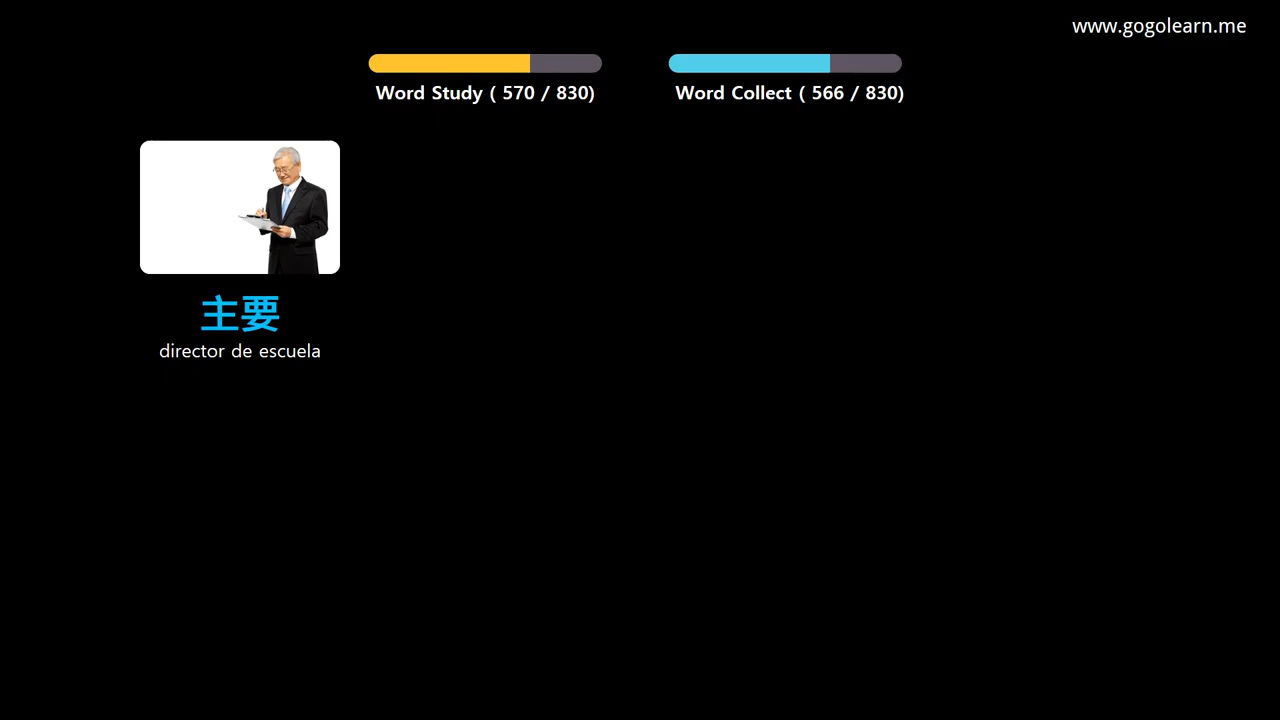 www.gogolearn.me
Word Study ( 570 / 830)
Word Collect ( 566 / 830)
主要
director de escuela